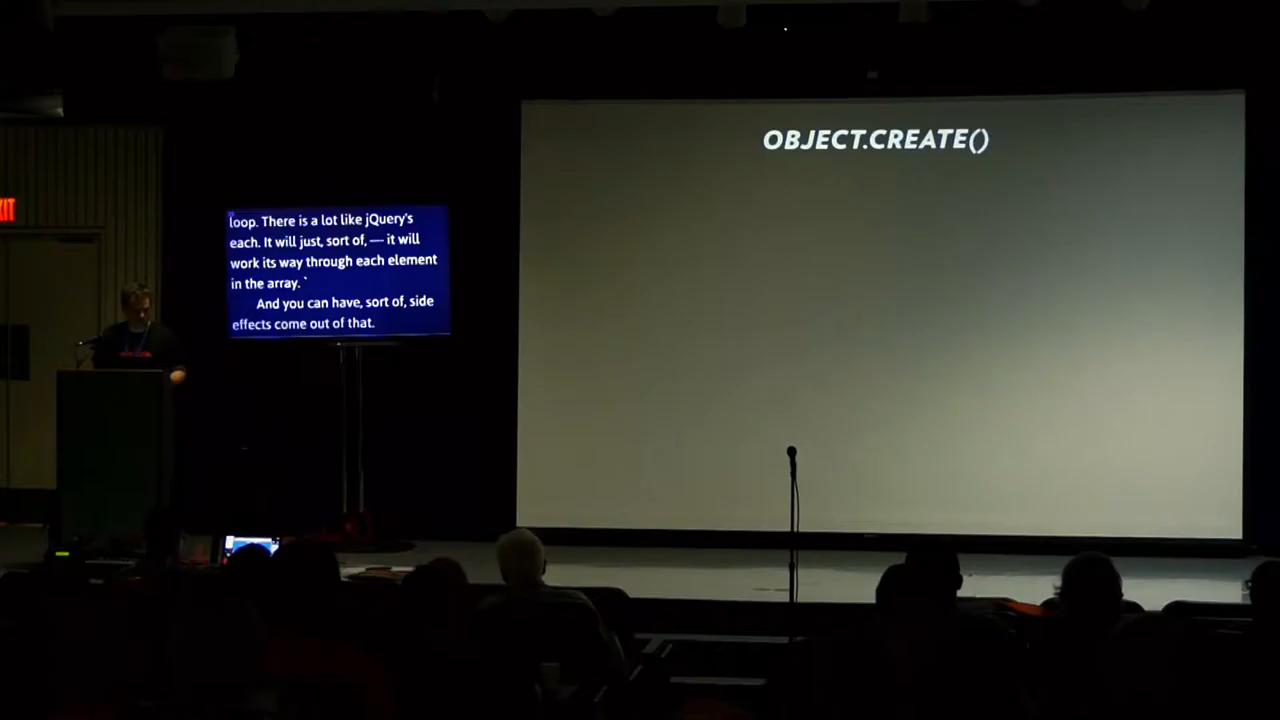 OBJECT.CREATE()
loop. There is a lot like jQuery's
each. It will just, sort of, — it will
work its way through each element
in the array. `
And you can have, sort of, side
effects come out of that.